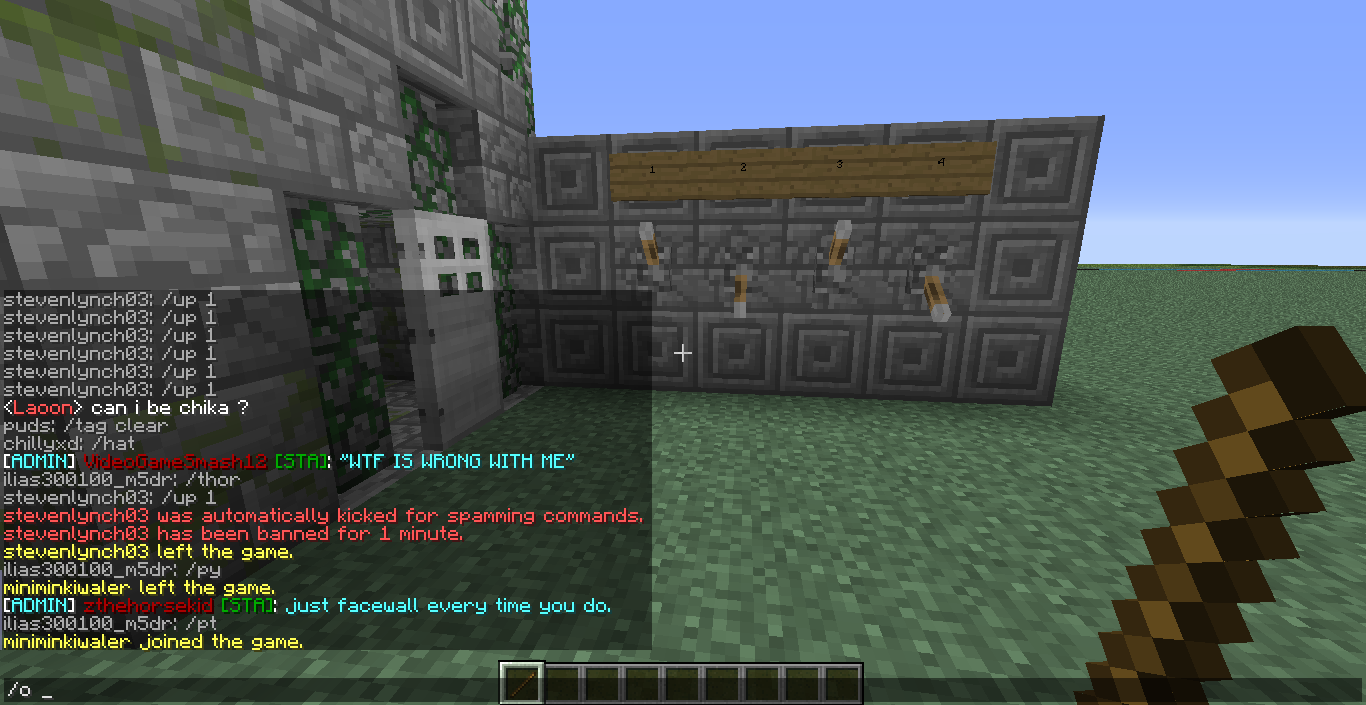 1 2 3 4
stevenlynch03: /up 1
stevenlynch03: /up 1
stevenlynch03: /up 1
stevenlynch03: /up 1
stevenlynch03: /up 1
stevenlynch03: /up 1
<Laoon> can i be chika ?
puds: /tag clear
chillyxd: /hat
[ADMIN] VideoGameSmash12 [STA]: "WTF IS WRONG WITH ME"
ilias300100_m5dr: /thor
stevenlynch03: /up 1
stevenlynch03 was automatically kicked for spamming commands.
stevenlynch03 has been banned for 1 minute.
stevenlynch03 left the game.
ilias300100_m5dr: /py
miniminkiwaler left the game.
[ADMIN] zthehorsekid [STA]: just facewall every time you do.
ilias300100_m5dr: /pt
miniminkiwaler joined the game.
/o _